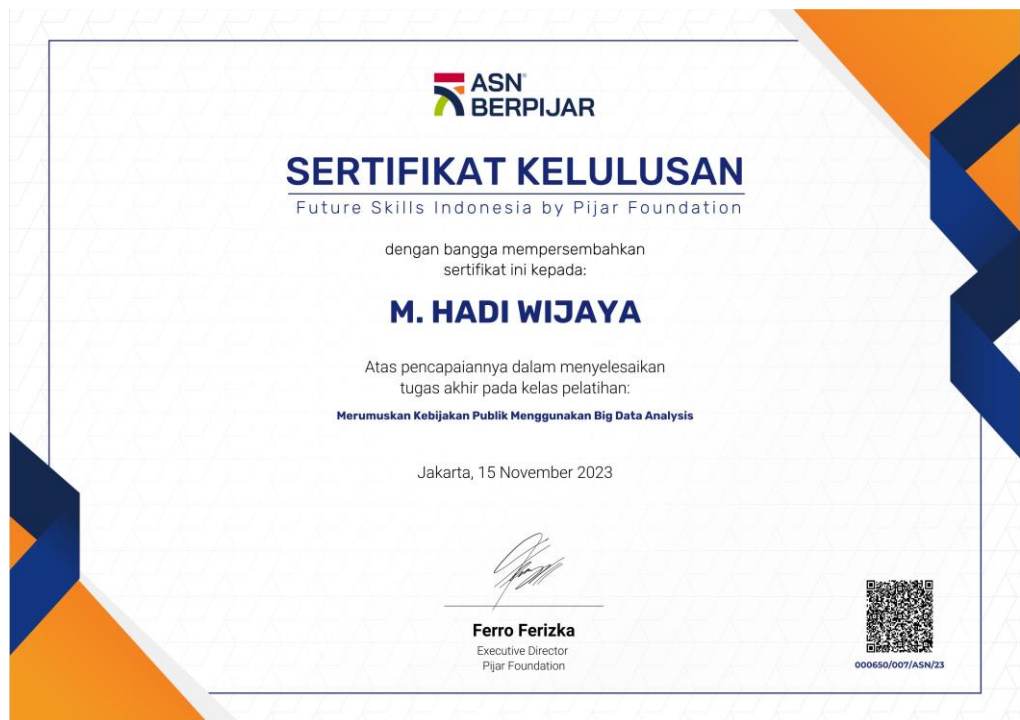 ASN
BERPIJAR
SERTIFIKAT KELULUSAN
Future Skills Indonesia by Pijar Foundation
dengan bangga mempersembahkan
sertifikat ini kepada:
M. HADI WIJAYA
Atas pencapaiannya dalam menyelesaikan
tugas akhir pada kelas pelatihan:
Merumuskan Kebijakan Publik Menggunakan Big Data Analysis
Jakarta, 15 November 2023
Ferro Ferizka
Executive Director
Pijar Foundation
000650/007/ASN/23